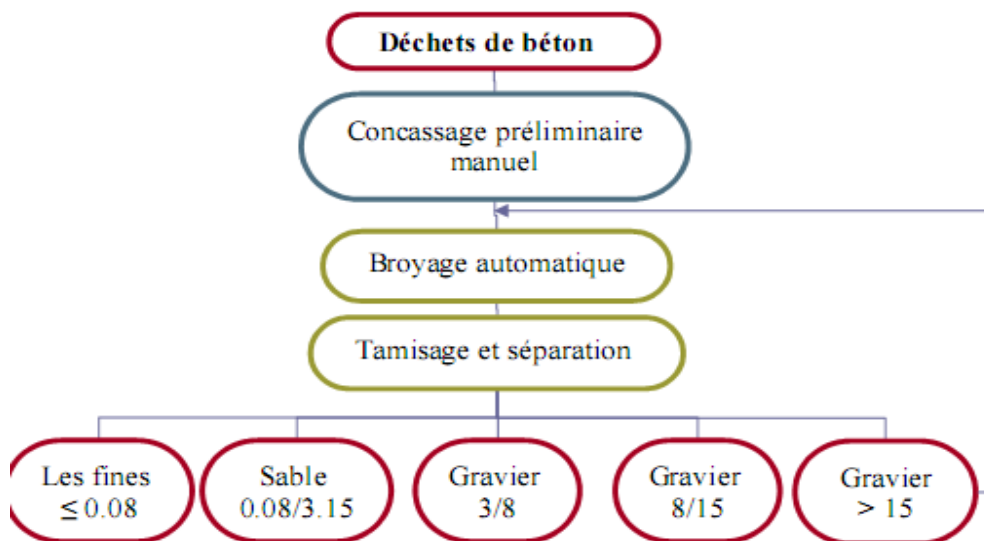 Déchets de béton
Concassage préliminaire
manuel
Broyage automatique
Tamisage et séparation
Les fines
≤ 0.08
Sable
0.08/3.15
Gravier
3/8
Gravier
8/15
Gravier
> 15